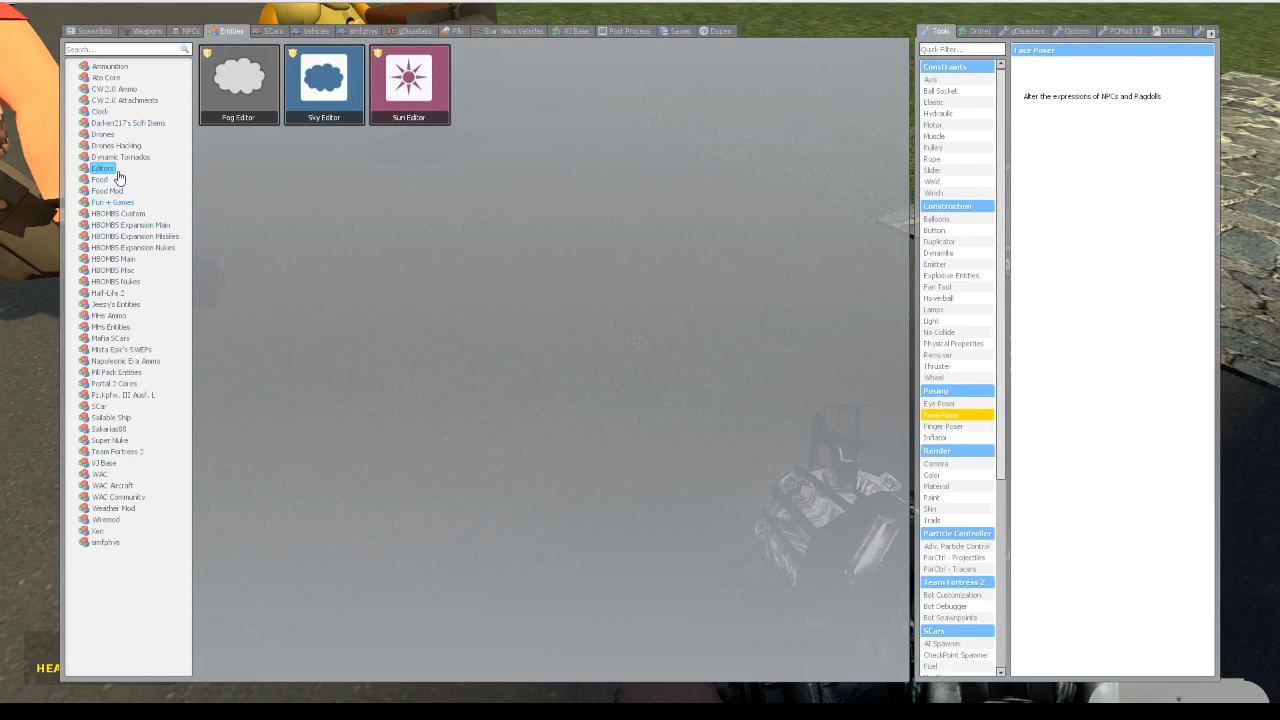 Spawnlists
Weapons
NPCs
Entities
SCars
Vehicles
simfphys
gDisasters
Pills
Star Wars Vehicles
VJ Base
Post Process
Saves
Dupes
Search...
Ammunition
Ato Core
CW 2.0 Ammo
CW 2.0 Attachments
Clock
Darken217's Scifi Items
Drones
Drones Hacking
Dynamic Tornados
Editors
Food
Food Mod
Fun + Games
HBOMBS Custom
HBOMBS Expansion Main
HBOMBS Expansion Missiles
HBOMBS Expansion Nukes
HBOMBS Main
HBOMBS Misc
HBOMBS Nukes
Half-Life 2
Jeezy's Entities
MHs Ammo
MHs Entities
Mafia SCars
Mista Epic's SWEPs
Napoleonic Era Ammo
Pill Pack Entities
Portal 2 Cores
Pz.Kpfw. III Ausf. L
SCar
Sailable Ship
Sakarias88
Super Nuke
Team Fortress 2
VJ Base
WAC
WAC Aircraft
WAC Community
Weather Mod
Wiremod
Xen
simfphys
HEA
Fog Editor
Sky Editor
Sun Editor
Tools
DrVrej
gDisasters
Options
PCMod 13
Utilities
Quick Filter...
Constraints
Axis
Ball Socket
Elastic
Hydraulic
Motor
Muscle
Pulley
Rope
Slider
Weld
Winch
Construction
Balloons
Button
Duplicator
Dynamite
Emitter
Explosive Entities
Fan Tool
Hoverball
Lamps
Light
No Collide
Physical Properties
Remover
Thruster
Wheel
Posing
Eye Poser
Face Poser
Finger Poser
Inflator
Render
Camera
Color
Material
Paint
Skin
Trails
Particle Controller
Adv. Particle Control
ParCtrl - Projectiles
ParCtrl - Tracers
Team Fortress 2
Bot Customization
Bot Debugger
Bot Spawnpoints
SCars
AI Spawner
CheckPoint Spawner
Fuel
Face Poser
Alter the expressions of NPCs and Ragdolls